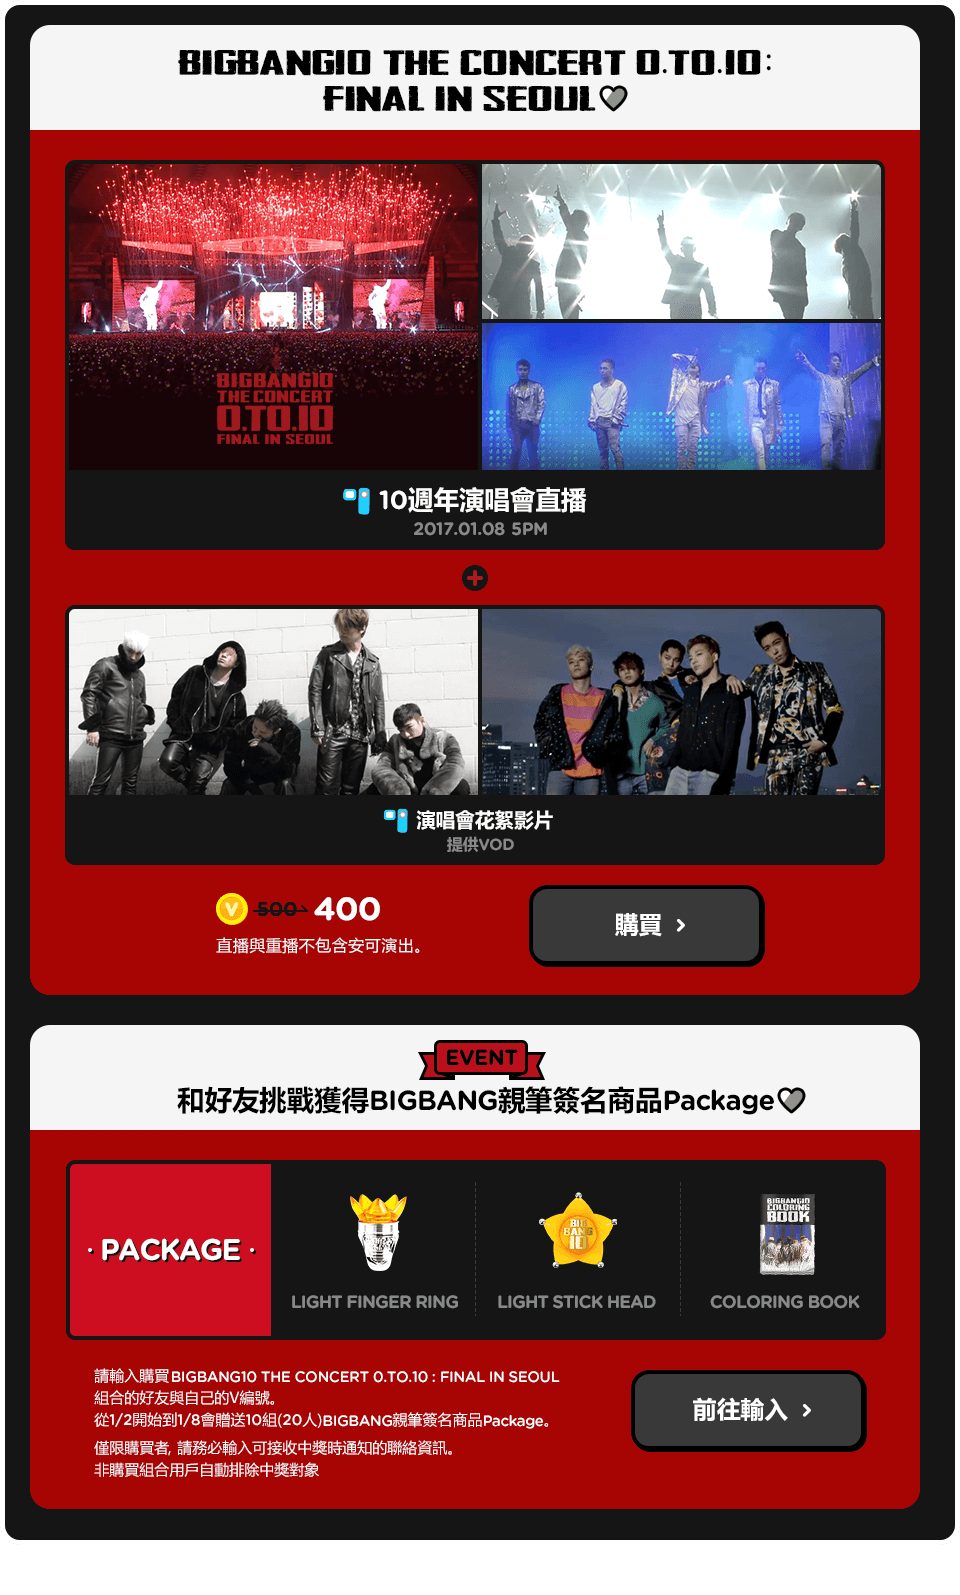 BIGBANG10 THE CONCERT 0.TO.10:
FINAL IN SEOUL
BIGBANG10
THE CONCERT
0.TO.10
FINAL IN SEOUL
10週年演唱會直播
2017.01.08 5PM
演唱會花絮影片
提供VOD
V 500 400
直播與重播不包含安可演出。
購買 ›
EVENT
和好友挑戰獲得BIGBANG親筆簽名商品Package
· PACKAGE ·
BIG
BANG
10
BIGBANG10
COLORING
BOOK
LIGHT FINGER RING
LIGHT STICK HEAD
COLORING BOOK
請輸入購買BIGBANG10 THE CONCERT 0.TO.10 : FINAL IN SEOUL
組合的好友與自己的V編號。
從1/2開始到1/8會贈送10組(20人)BIGBANG親筆簽名商品Package。
僅限購買者, 請務必輸入可接收中獎時通知的聯絡資訊。
非購買組合用戶自動排除中獎對象
前往輸入 ›